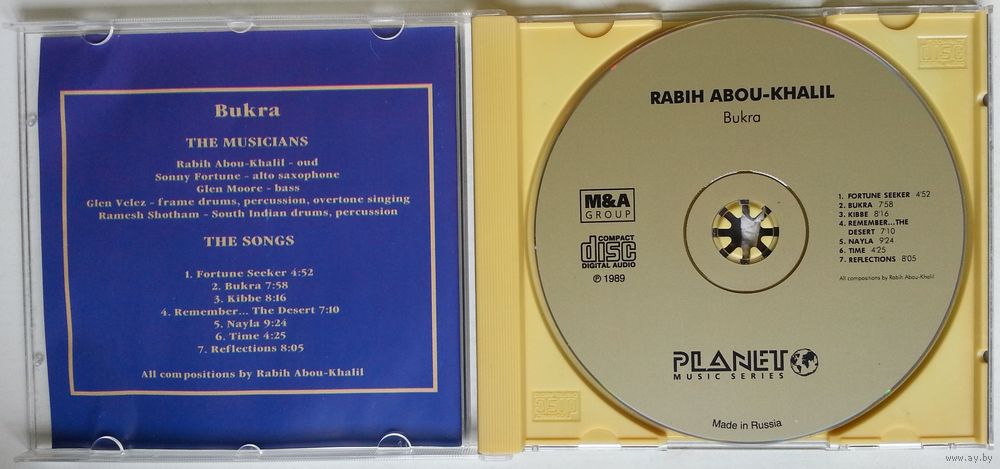 Bukra
THE MUSICIANS
Rabih Abou-Khalil – oud
Sonny Fortune – alto saxophone
Glen Moore – bass
Glen Velez – frame drums, percussion, overtone singing
Ramesh Shotham – South Indian drums, percussion
THE SONGS
1. Fortune Seeker 4:52
2. Bukra 7:58
3. Kibbe 8:16
4. Remember... The Desert 7:10
5. Nayla 9:24
6. Time 4:25
7. Reflections 8:05
All compositions by Rabih Abou-Khalil
RABIH ABOU-KHALIL
Bukra
M&A
GROUP
COMPACT
disc
DIGITAL AUDIO
℗ 1989
1. FORTUNE SEEKER 4:52
2. BUKRA 7:58
3. KIBBE 8:16
4. REMEMBER...THE
DESERT 7:10
5. NAYLA 9:24
6. TIME 4:25
7. REFLECTIONS 8:05
All compositions by Rabih Abou-Khalil
PLANET
MUSIC SERIES
Made in Russia
disc
www.ay.by